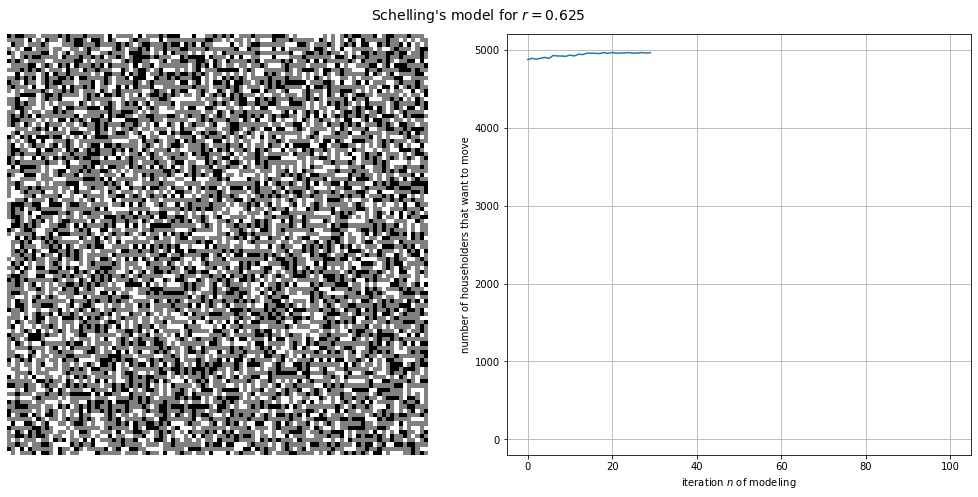 Schelling's model for r = 0.625
number of householders that want to move
5000
4000
3000
2000
1000
0
0 20 40 60 80 100
iteration n of modeling